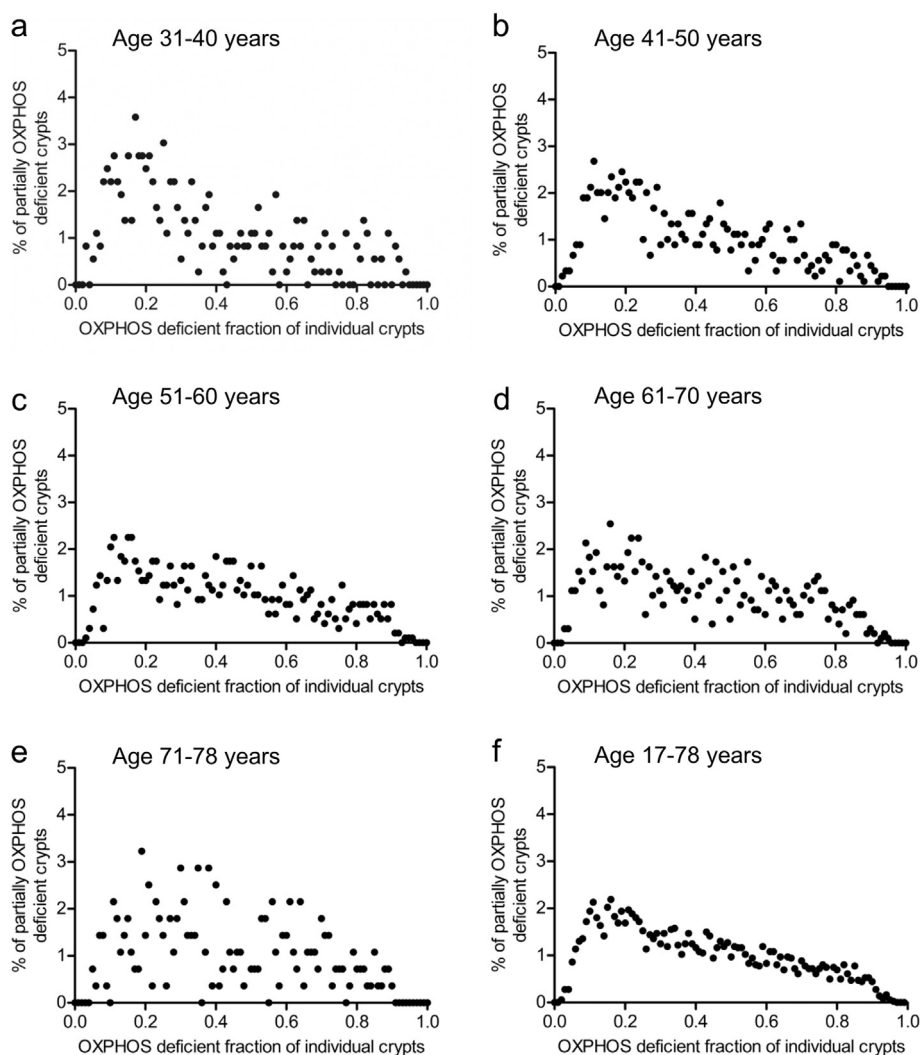 a
Age 31-40 years
% of partially OXPHOS
deficient crypts
5
4
3
2
1
0
0.0 0.2 0.4 0.6 0.8 1.0
OXPHOS deficient fraction of individual crypts
b
Age 41-50 years
% of partially OXPHOS
deficient crypts
5
4
3
2
1
0
0.0 0.2 0.4 0.6 0.8 1.0
OXPHOS deficient fraction of individual crypts
c
Age 51-60 years
% of partially OXPHOS
deficient crypts
5
4
3
2
1
0
0.0 0.2 0.4 0.6 0.8 1.0
OXPHOS deficient fraction of individual crypts
d
Age 61-70 years
% of partially OXPHOS
deficient crypts
5
4
3
2
1
0
0.0 0.2 0.4 0.6 0.8 1.0
OXPHOS deficient fraction of individual crypts
e
Age 71-78 years
% of partially OXPHOS
deficient crypts
5
4
3
2
1
0
0.0 0.2 0.4 0.6 0.8 1.0
OXPHOS deficient fraction of individual crypts
f
Age 17-78 years
% of partially OXPHOS
deficient crypts
5
4
3
2
1
0
0.0 0.2 0.4 0.6 0.8 1.0
OXPHOS deficient fraction of individual crypts